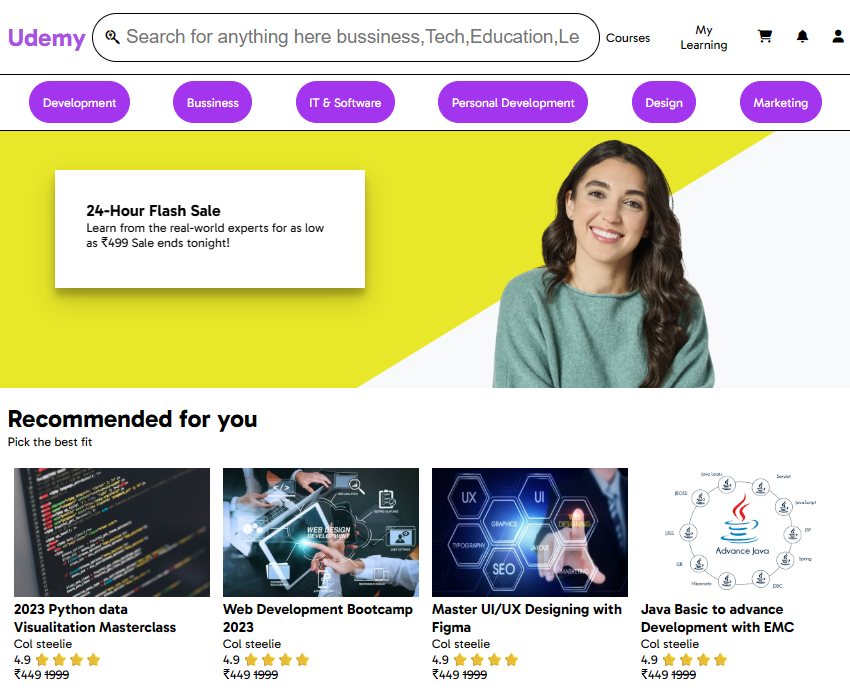 Udemy
Search for anything here bussiness,Tech,Education,Le
Courses
My
Learning
Development
Bussiness
IT & Software
Personal Development
Design
Marketing
24-Hour Flash Sale
Learn from the real-world experts for as low
as ₹499 Sale ends tonight!
Recommended for you
Pick the best fit
</>
WEB DESIGN
DEVELOPMENT
UX
UI
GRAPHICS
DESIGNING
TYPOGRAPHY
LAYOUT
SEO
MARKETING
Java Leaks
Servlet
JBOSS
JavaScript
J2EE
JSP
Advance Java
EJB
Spring
Hibernate
JDBC
2023 Python data
Visualitation Masterclass
Col steelie
4.9
₹449 1999
Web Development Bootcamp
2023
Col steelie
4.9
₹449 1999
Master UI/UX Designing with
Figma
Col steelie
4.9
₹449 1999
Java Basic to advance
Development with EMC
Col steelie
4.9
₹449 1999